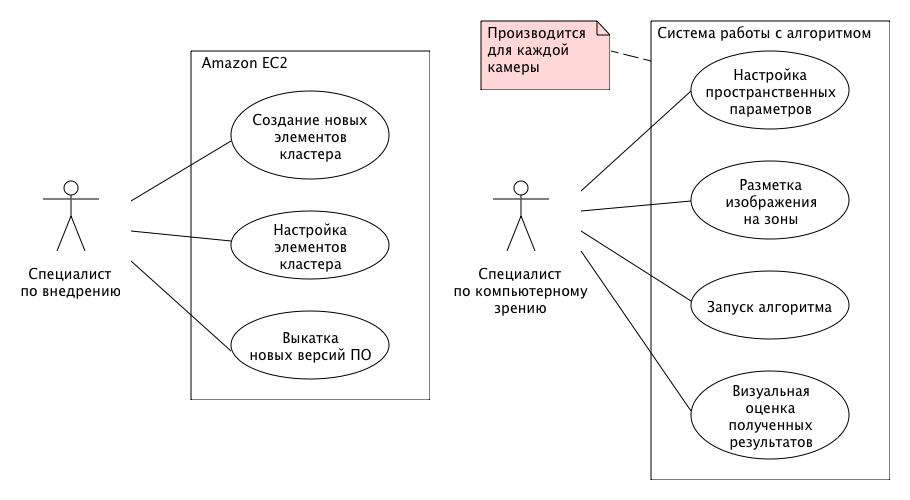 Amazon EC2
Создание новых
элементов
кластера
Настройка
элементов
кластера
Выкатка
новых версий ПО
Специалист
по внедрению
Производится
для каждой
камеры
Система работы с алгоритмом
Настройка
пространственных
параметров
Разметка
изображения
на зоны
Запуск алгоритма
Визуальная
оценка
полученных
результатов
Специалист
по компьютерному
зрению